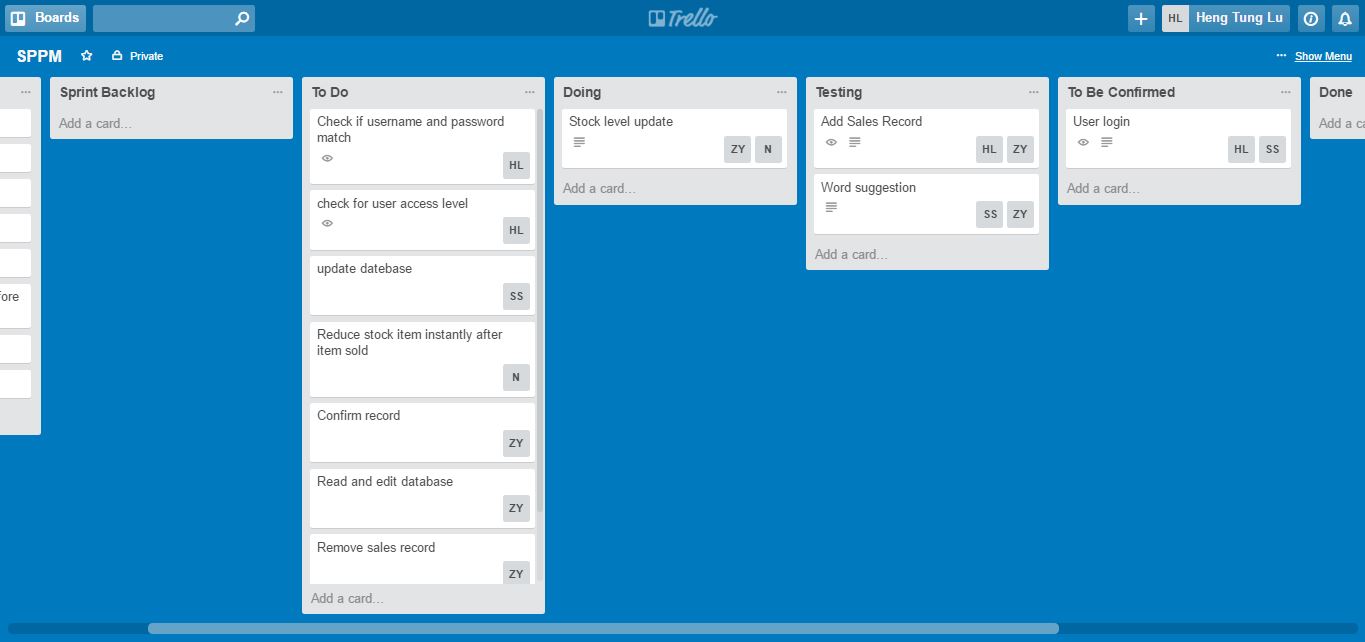 Boards
Trello
HL Heng Tung Lu
SPPM
Private
... Show Menu
fore
Sprint Backlog
Add a card...
To Do
Check if username and password
match
HL
check for user access level
HL
update datebase
SS
Reduce stock item instantly after
item sold
N
Confirm record
ZY
Read and edit database
ZY
Remove sales record
ZY
Add a card...
Doing
Stock level update
ZY N
Add a card...
Testing
Add Sales Record
HL ZY
Word suggestion
SS ZY
Add a card...
To Be Confirmed
User login
HL SS
Add a card...
Done
Add a ca